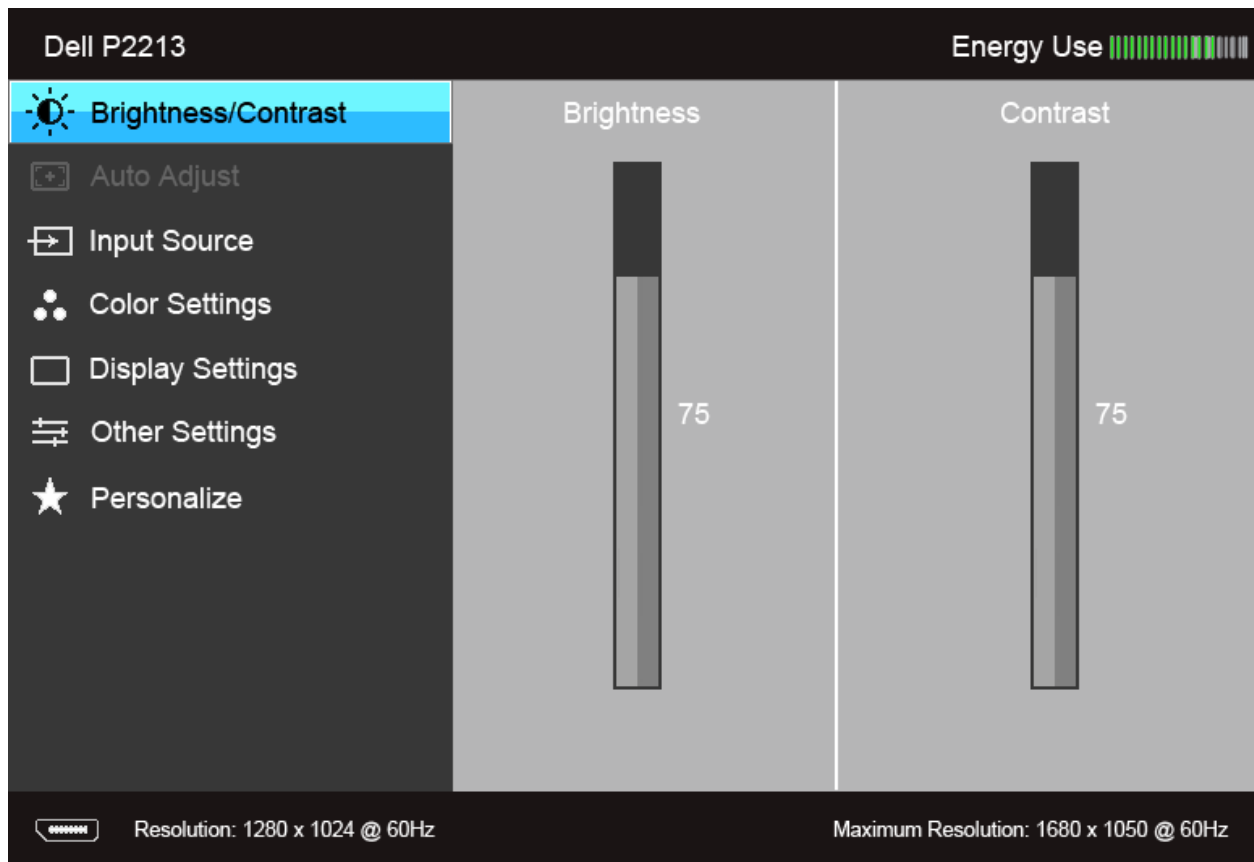 Dell P2213
Energy Use
Brightness/Contrast
Auto Adjust
Input Source
Color Settings
Display Settings
Other Settings
Personalize
Brightness
75
Contrast
75
Resolution: 1280 x 1024 @ 60Hz
Maximum Resolution: 1680 x 1050 @ 60Hz